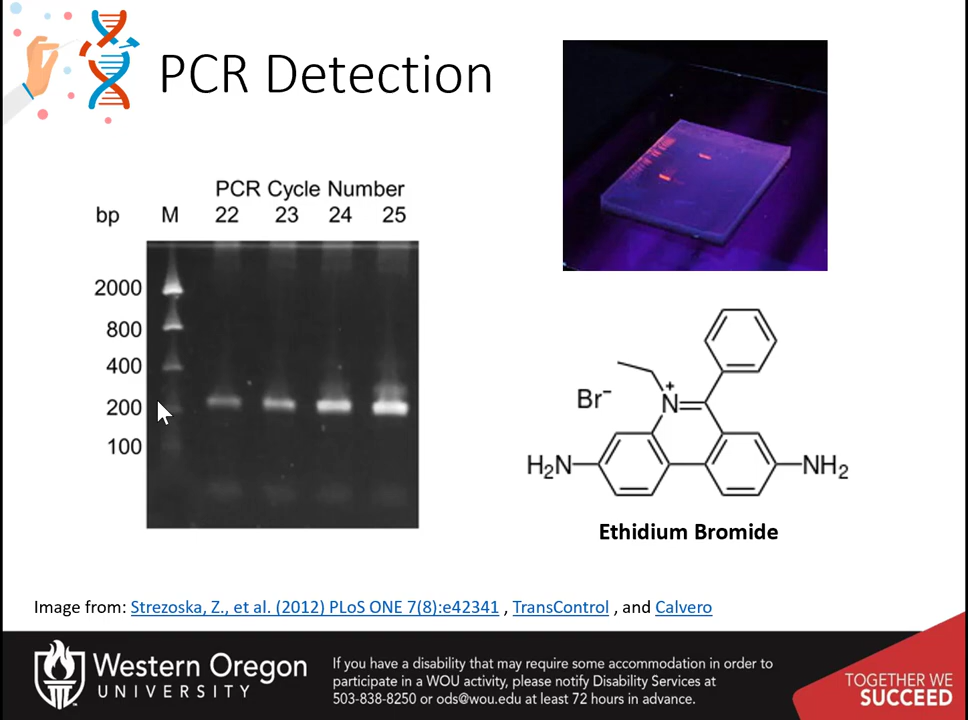 PCR Detection
PCR Cycle Number
bp M 22 23 24 25
2000
800
400
200
100
Br⁻
N⁺
H₂N
NH₂
Ethidium Bromide
Image from: Strezoska, Z., et al. (2012) PLoS ONE 7(8):e42341 , TransControl , and Calvero
Western Oregon
UNIVERSITY
If you have a disability that may require some accommodation in order to
participate in a WOU activity, please notify Disability Services at
503-838-8250 or ods@wou.edu at least 72 hours in advance.
TOGETHER WE
SUCCEED